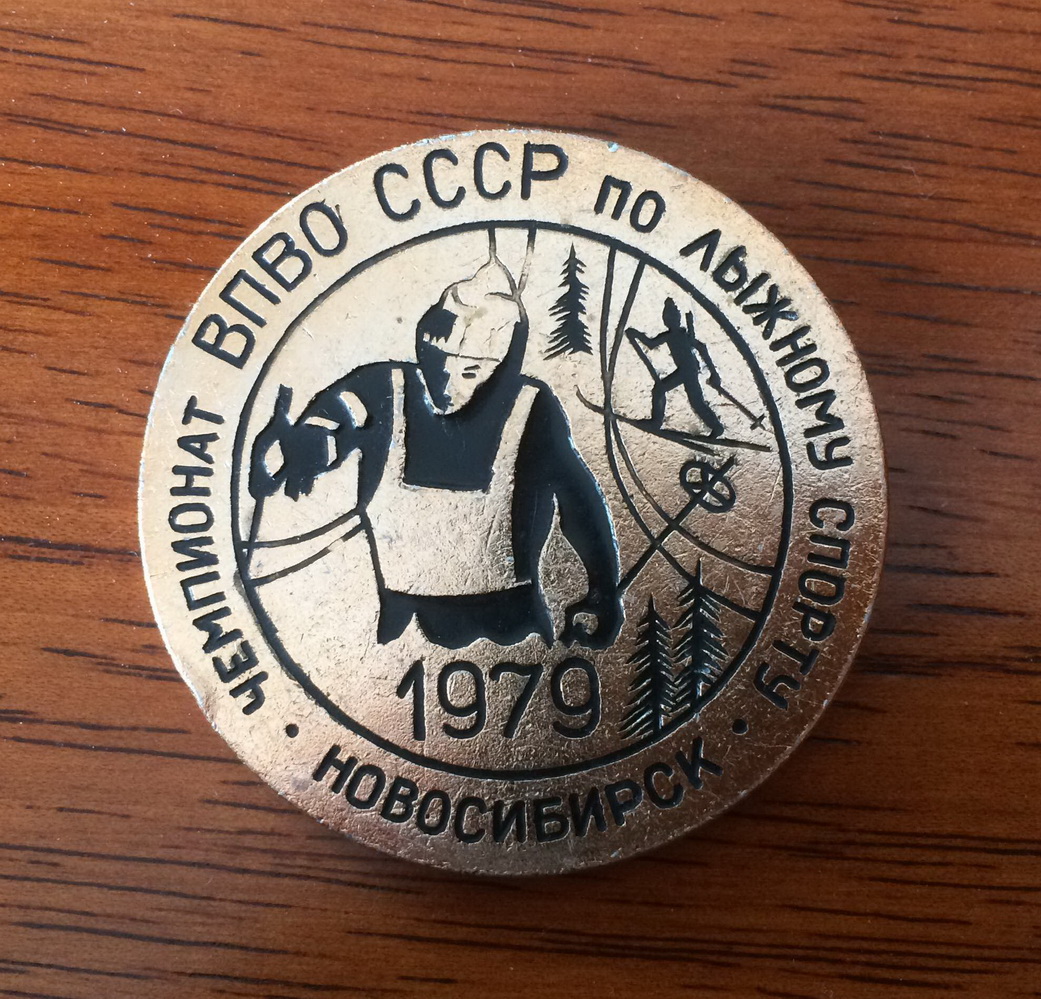 ЧЕМПИОНАТ ВПВО СССР ПО ЛЫЖНОМУ СПОРТУ
1979
• НОВОСИБИРСК •